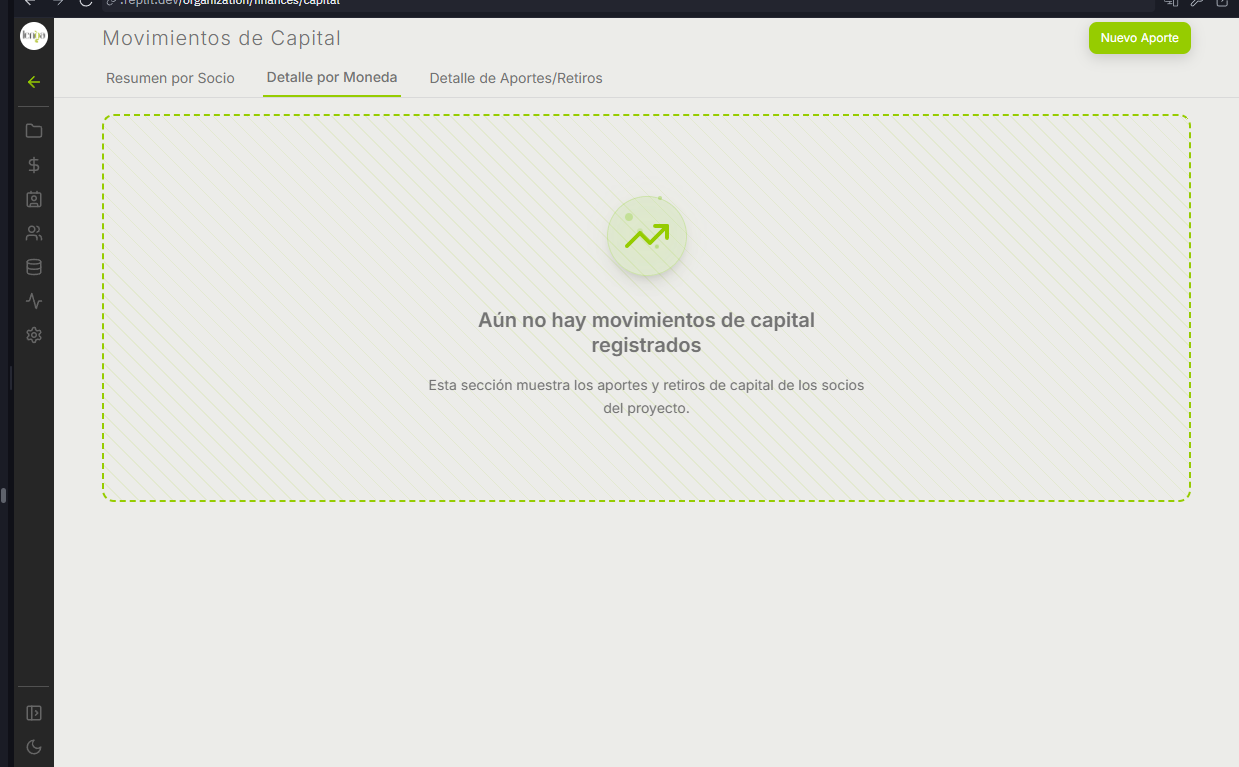 .replit.dev/organization/finances/capital
Movimientos de Capital
Nuevo Aporte
Resumen por Socio
Detalle por Moneda
Detalle de Aportes/Retiros
Aún no hay movimientos de capital
registrados
Esta sección muestra los aportes y retiros de capital de los socios
del proyecto.